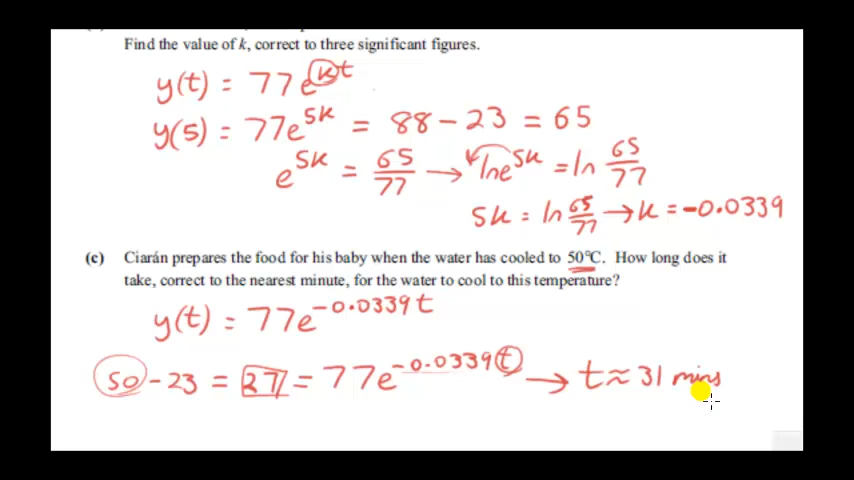 Find the value of k, correct to three significant figures.
y(t) = 77e^kt
y(5) = 77e^5k = 88 - 23 = 65
e^5k = 65/77 → ln e^5k = ln 65/77
5k = ln 65/77 → k = -0.0339
(c) Ciarán prepares the food for his baby when the water has cooled to 50°C. How long does it
take, correct to the nearest minute, for the water to cool to this temperature?
y(t) = 77e^-0.0339t
50 - 23 = 27 = 77e^-0.0339t → t ≈ 31 mins